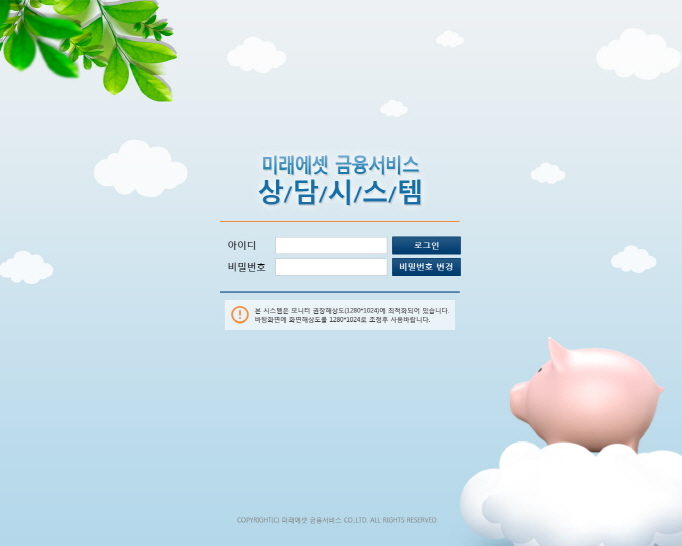 미래에셋 금융서비스
상/담/시/스/템
아이디
로그인
비밀번호
비밀번호 변경
본 시스템은 모니터 권장해상도(1280*1024)에 최적화되어 있습니다.
바탕화면에 화면해상도를 1280*1024로 조정후 사용바랍니다.
COPYRIGHT(C) 미래에셋 금융서비스 CO.,LTD. ALL RIGHTS RESERVED.